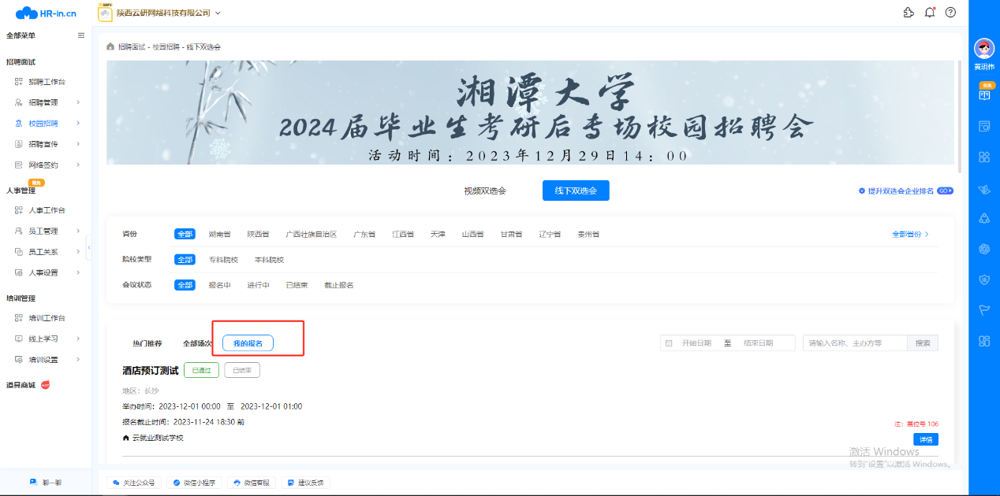 HR-in.cn
陕西云研网络科技有限公司
全部菜单
招聘面试
招聘工作台
招聘管理
校园招聘
招聘宣传
网络签约
限免
人事管理
人事工作台
员工管理
员工关系
人事设置
培训管理
培训工作台
线上学习
培训设置
道具商城 HOT
聊一聊
招聘面试 - 校园招聘 - 线下双选会
湘潭大学
2024届毕业生考研后专场校园招聘会
活动时间：2023年12月29日14：00
视频双选会 线下双选会 提升双选会企业排名 GO
省份 全部 湖南省 陕西省 广西壮族自治区 广东省 江西省 天津 山西省 甘肃省 辽宁省 贵州省 全部省份
院校类型 全部 专科院校 本科院校
会议状态 全部 报名中 进行中 已结束 截止报名
热门推荐 全部场次 我的报名 开始日期 至 结束日期 请输入名称、主办方等 搜索
酒店预订测试 已通过 已结束
地区：长沙
举办时间：2023-12-01 00:00 至 2023-12-01 01:00
报名截止时间：2023-11-24 18:30 前
注：展位号 106
云就业测试学校
详情
激活 Windows
转到"设置"以激活 Windows。
关注公众号 微信小程序 微信客服 建议反馈
黄玥伟
限免